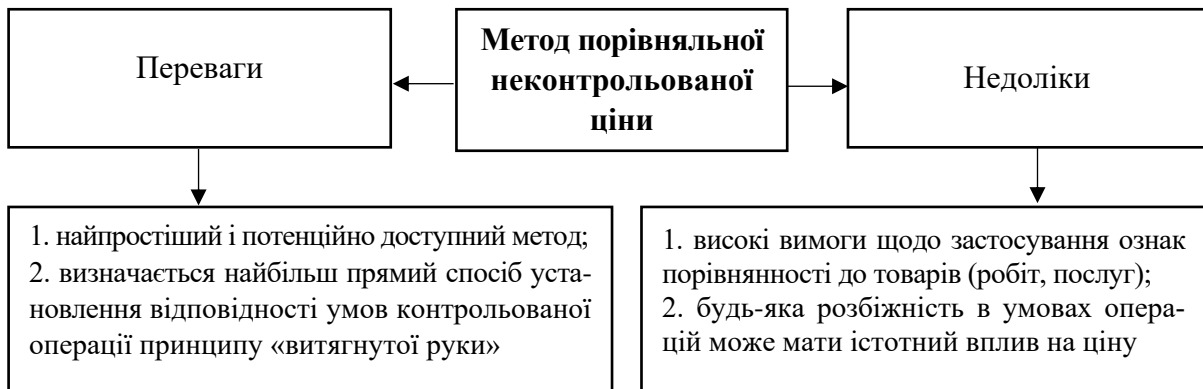 Переваги
Метод порівняльної
неконтрольованої
ціни
Недоліки
1. найпростіший і потенційно доступний метод;
2. визначається найбільш прямий спосіб уста-
новлення відповідності умов контрольованої
операції принципу «витягнутої руки»
1. високі вимоги щодо застосування ознак
порівнянності до товарів (робіт, послуг);
2. будь-яка розбіжність в умовах опера-
цій може мати істотний вплив на ціну